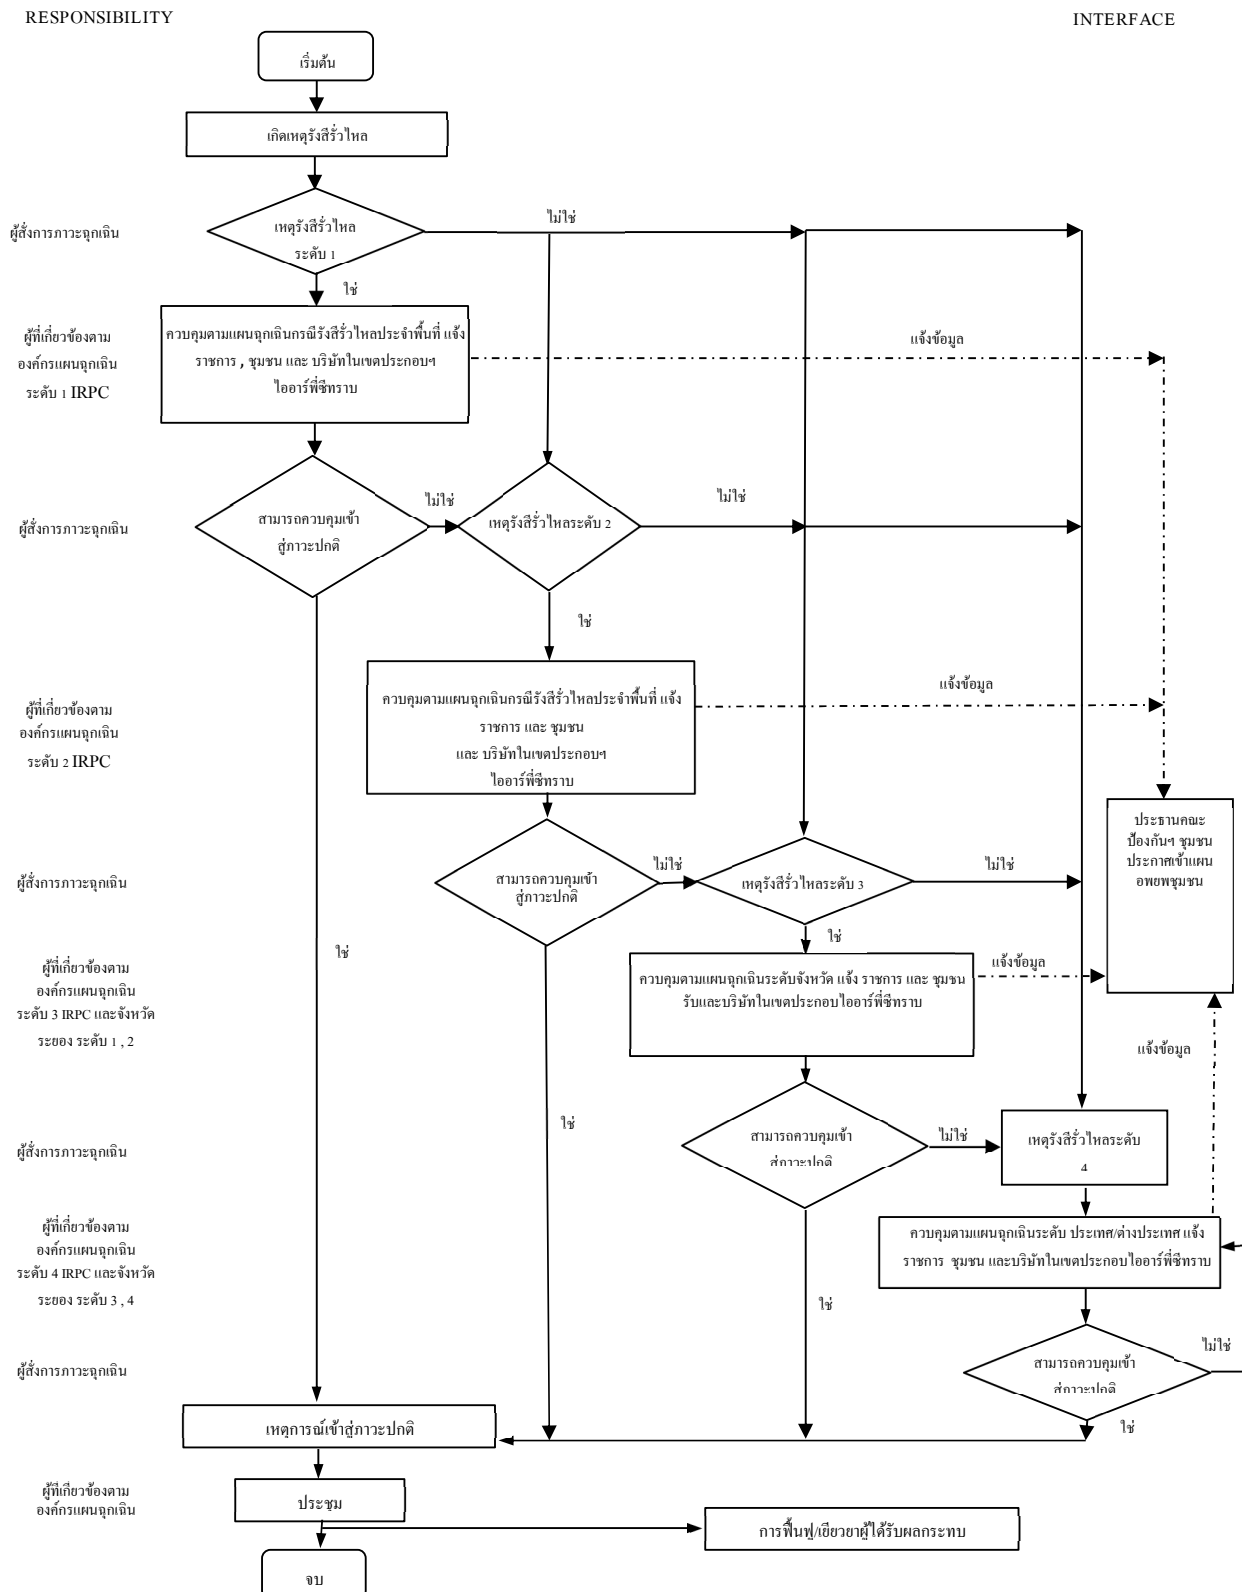 RESPONSIBILITY
INTERFACE
เริ่มต้น
เกิดเหตุรังสีรั่วไหล
ผู้สั่งการภาวะฉุกเฉิน
เหตุรังสีรั่วไหล
ระดับ 1
ไม่ใช่
ใช่
ผู้ที่เกี่ยวข้องตาม
องค์กรแผนฉุกเฉิน
ระดับ 1 IRPC
ควบคุมตามแผนฉุกเฉินกรณีรังสีรั่วไหลประจำพื้นที่ แจ้ง
ราชการ , ชุมชน และ บริษัทในเขตประกอบฯ
ไออาร์พี่ซีทราบ
แจ้งข้อมูล
ผู้สั่งการภาวะฉุกเฉิน
สามารถควบคุมเข้า
สู่ภาวะปกติ
ไม่ใช่
เหตุรังสีรั่วไหลระดับ 2
ไม่ใช่
ใช่
ผู้ที่เกี่ยวข้องตาม
องค์กรแผนฉุกเฉิน
ระดับ 2 IRPC
ควบคุมตามแผนฉุกเฉินกรณีรังสีรั่วไหลประจำพื้นที่ แจ้ง
ราชการ และ ชุมชน
และ บริษัทในเขตประกอบฯ
ไออาร์พี่ซีทราบ
แจ้งข้อมูล
ประธานคณะ
ป้องกันฯ ชุมชน
ประกาศเข้าแผน
อพยพชุมชน
ผู้สั่งการภาวะฉุกเฉิน
สามารถควบคุมเข้า
สู่ภาวะปกติ
ไม่ใช่
เหตุรังสีรั่วไหลระดับ 3
ไม่ใช่
ใช่
ใช่
ผู้ที่เกี่ยวข้องตาม
องค์กรแผนฉุกเฉิน
ระดับ 3 IRPC และจังหวัด
ระยอง ระดับ 1 , 2
ควบคุมตามแผนฉุกเฉินระดับจังหวัด แจ้ง ราชการ และ ชุมชน
รับและบริษัทในเขตประกอบไออาร์พี่ซีทราบ
แจ้งข้อมูล
แจ้งข้อมูล
ใช่
ผู้สั่งการภาวะฉุกเฉิน
สามารถควบคุมเข้า
สู่ภาวะปกติ
ไม่ใช่
เหตุรังสีรั่วไหลระดับ
4
ผู้ที่เกี่ยวข้องตาม
องค์กรแผนฉุกเฉิน
ระดับ 4 IRPC และจังหวัด
ระยอง ระดับ 3 , 4
ควบคุมตามแผนฉุกเฉินระดับ ประเทศ/ต่างประเทศ แจ้ง
ราชการ ชุมชน และบริษัทในเขตประกอบไออาร์พี่ซีทราบ
ใช่
ผู้สั่งการภาวะฉุกเฉิน
สามารถควบคุมเข้า
สู่ภาวะปกติ
ไม่ใช่
ใช่
เหตุการณ์เข้าสู่ภาวะปกติ
ผู้ที่เกี่ยวข้องตาม
องค์กรแผนฉุกเฉิน
ประชุม
การฟื้นฟู/เยียวยาผู้ได้รับผลกระทบ
จบ